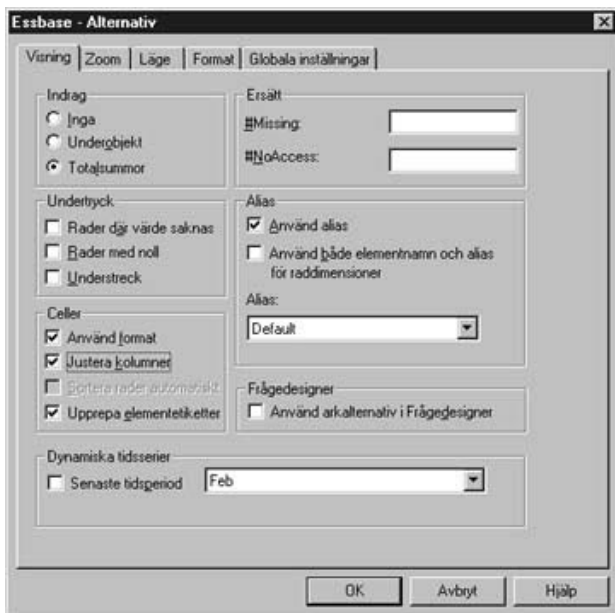 Essbase - Alternativ
Visning
Zoom
Läge
Format
Globala inställningar
Indrag
Inga
Underobjekt
Totalsummor
Ersätt
#Missing:
#NoAccess:
Undertryck
Rader där värde saknas
Rader med noll
Understreck
Alias
Använd alias
Använd både elementnamn och alias
för raddimensioner
Alias:
Default
Celler
Använd format
Justera kolumner
Sortera rader automatiskt
Upprepa elementetiketter
Frågedesigner
Använd arkalternativ i Frågedesigner
Dynamiska tidsserier
Senaste tidsperiod
Feb
OK
Avbryt
Hjälp